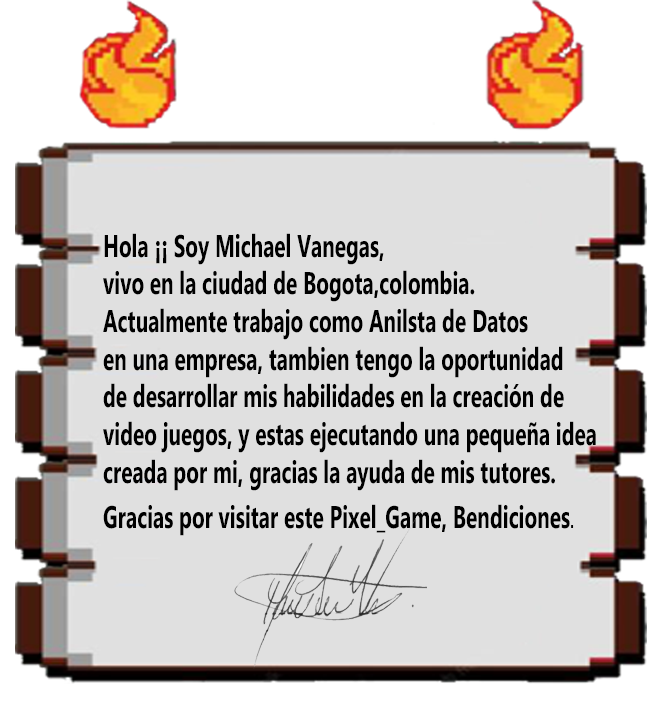 Hola ¡¡ Soy Michael Vanegas,
vivo en la ciudad de Bogota,colombia.
Actualmente trabajo como Anilsta de Datos
en una empresa, tambien tengo la oportunidad
de desarrollar mis habilidades en la creación de
video juegos, y estas ejecutando una pequeña idea
creada por mi, gracias la ayuda de mis tutores.
Gracias por visitar este Pixel_Game, Bendiciones.